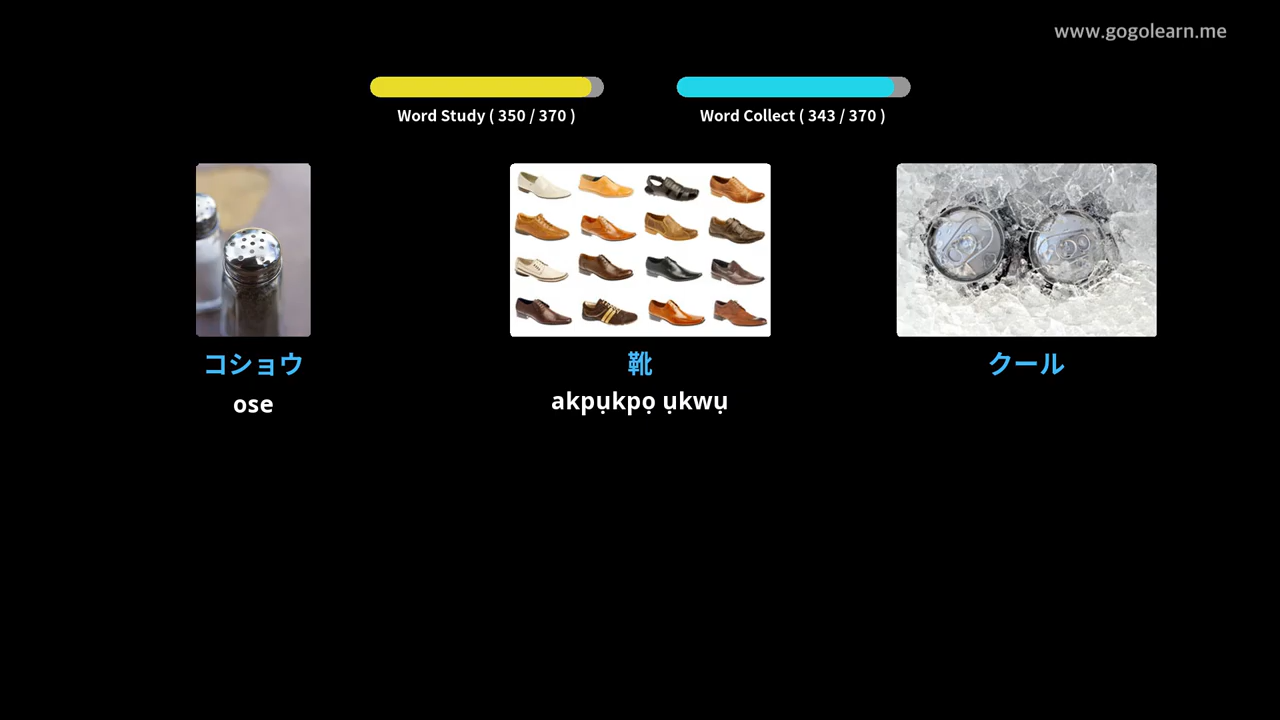 www.gogolearn.me
Word Study ( 350 / 370 )
Word Collect ( 343 / 370 )
コショウ
靴
クール
ose
akpụkpọ ụkwụ